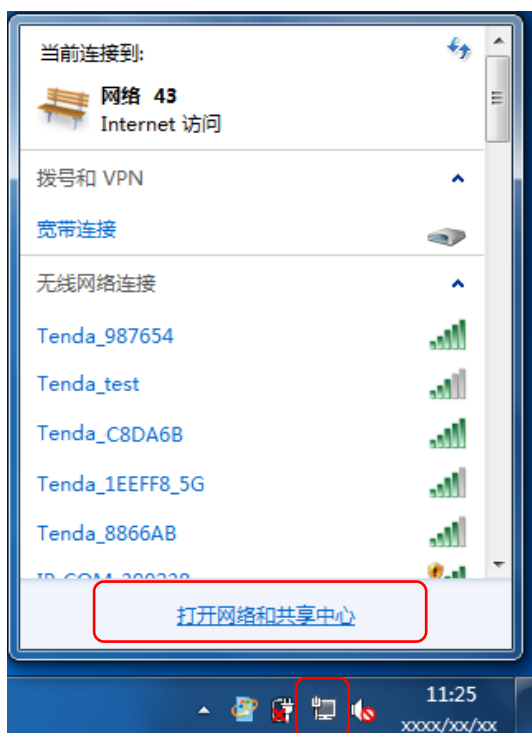 当前连接到:
网络 43
Internet 访问
拨号和 VPN
宽带连接
无线网络连接
Tenda_987654
Tenda_test
Tenda_C8DA6B
Tenda_1EEFF8_5G
Tenda_8866AB
打开网络和共享中心
11:25
xxxx/xx/xx